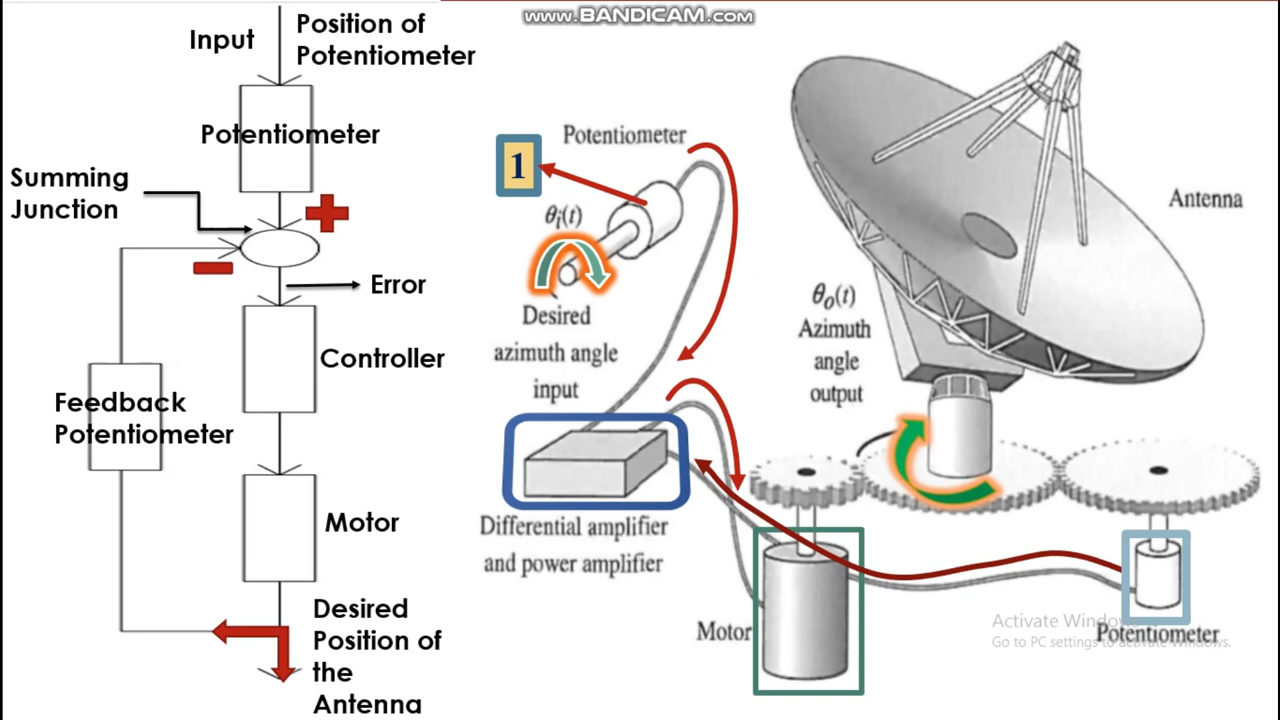 www.BANDICAM.com
Input
Position of
Potentiometer
Potentiometer
Summing
Junction
Error
Controller
Feedback
Potentiometer
Motor
Desired
Position of
the
Antenna
Potentiometer
1
θi(t)
Desired
azimuth angle
input
Differential amplifier
and power amplifier
Motor
Antenna
θo(t)
Azimuth
angle
output
Potentiometer
Activate Windows
Go to PC settings to activate Windows.